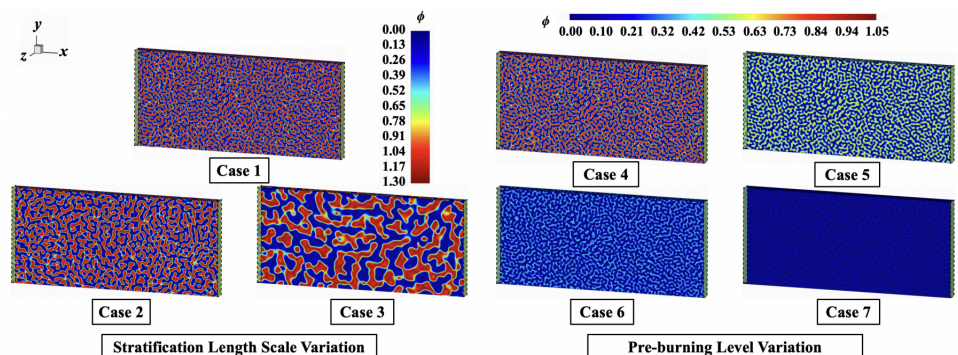 y
z
x
ϕ
0.00
0.13
0.26
0.39
0.52
0.65
0.78
0.91
1.04
1.17
1.30
Case 1
Case 2
Case 3
Stratification Length Scale Variation
ϕ
0.00 0.10 0.21 0.32 0.42 0.53 0.63 0.73 0.84 0.94 1.05
Case 4
Case 5
Case 6
Case 7
Pre-burning Level Variation